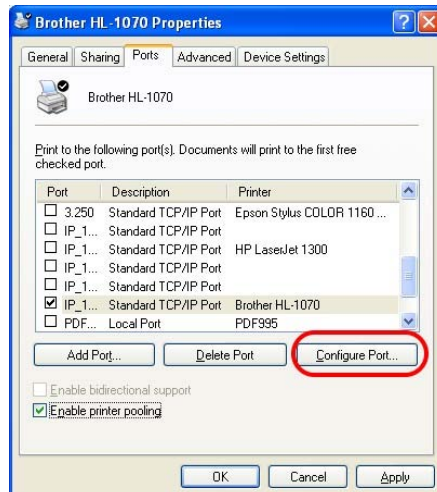 Brother HL-1070 Properties
General Sharing Ports Advanced Device Settings
Brother HL-1070
Print to the following port(s). Documents will print to the first free
checked port.
Port Description Printer
3.250 Standard TCP/IP Port Epson Stylus COLOR 1160 ...
IP_1... Standard TCP/IP Port
IP_1... Standard TCP/IP Port HP LaserJet 1300
IP_1... Standard TCP/IP Port
IP_1... Standard TCP/IP Port
IP_1... Standard TCP/IP Port Brother HL-1070
PDF... Local Port PDF995
Add Port... Delete Port Configure Port...
Enable bidirectional support
Enable printer pooling
OK Cancel Apply